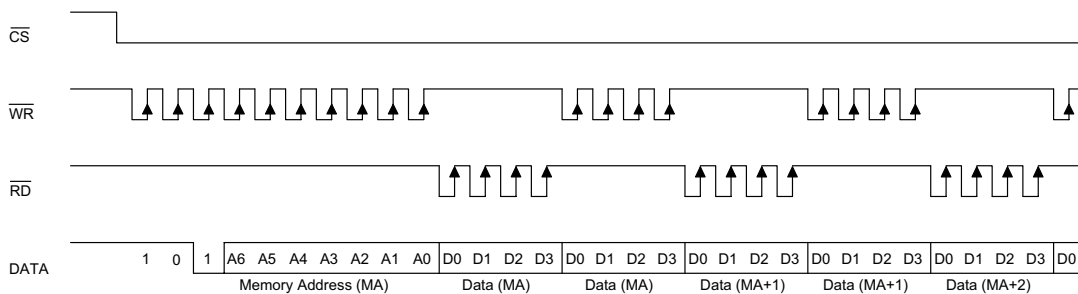 CS
WR
RD
DATA
1 0 1 A6 A5 A4 A3 A2 A1 A0 D0 D1 D2 D3 D0 D1 D2 D3 D0 D1 D2 D3 D0 D1 D2 D3 D0 D1 D2 D3 D0
Memory Address (MA) Data (MA) Data (MA) Data (MA+1) Data (MA+1) Data (MA+2)